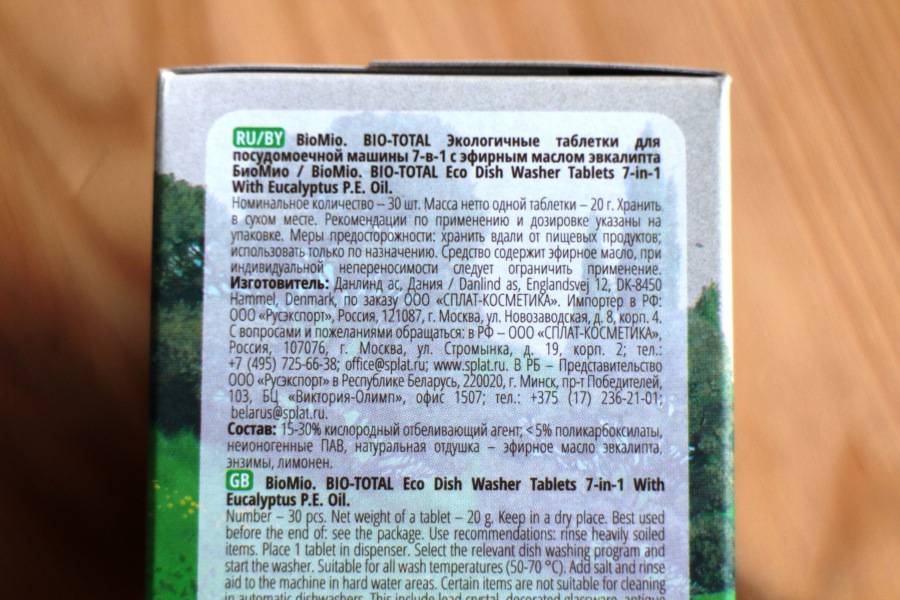 RU/BY BioMio. BIO-TOTAL Экологичные таблетки для
посудомоечной машины 7-в-1 с эфирным маслом эвкалипта
БиоМио / BioMio. BIO-TOTAL Eco Dish Washer Tablets 7-in-1
With Eucalyptus P.E. Oil.
Номинальное количество – 30 шт. Масса нетто одной таблетки – 20 г. Хранить
в сухом месте. Рекомендации по применению и дозировке указаны на
упаковке. Меры предосторожности: хранить вдали от пищевых продуктов;
использовать только по назначению. Средство содержит эфирное масло, при
индивидуальной непереносимости следует ограничить применение.
Изготовитель: Данлинд ас, Дания / Danlind as, Englandsvej 12, DK-8450
Hammel, Denmark, по заказу ООО «СПЛАТ-КОСМЕТИКА». Импортер в РФ:
ООО «Русэкспорт», Россия, 121087, г. Москва, ул. Новозаводская, д. 8, корп. 4.
С вопросами и пожеланиями обращаться: в РФ – ООО «СПЛАТ-КОСМЕТИКА»,
Россия, 107076, г. Москва, ул. Стромынка, д. 19, корп. 2; тел.:
+7 (495) 725-66-38; office@splat.ru; www.splat.ru. В РБ – Представительство
ООО «Русэкспорт» в Республике Беларусь, 220020, г. Минск, пр-т Победителей,
103, БЦ «Виктория-Олимп», офис 1507; тел.: +375 (17) 236-21-01;
belarus@splat.ru.
Состав: 15-30% кислородный отбеливающий агент; <5% поликарбоксилаты,
неионогенные ПАВ, натуральная отдушка – эфирное масло эвкалипта,
энзимы, лимонен.
GB BioMio. BIO-TOTAL Eco Dish Washer Tablets 7-in-1 With
Eucalyptus P.E. Oil.
Number – 30 pcs. Net weight of a tablet – 20 g. Keep in a dry place. Best used
before the end of: see the package. Use recommendations: rinse heavily soiled
items. Place 1 tablet in dispenser. Select the relevant dish washing program and
start the washer. Suitable for all wash temperatures (50-70 °C). Add salt and rinse
aid to the machine in hard water areas. Certain items are not suitable for cleaning
in automatic dishwashers. This include lead crystal, decorated glassware, antique